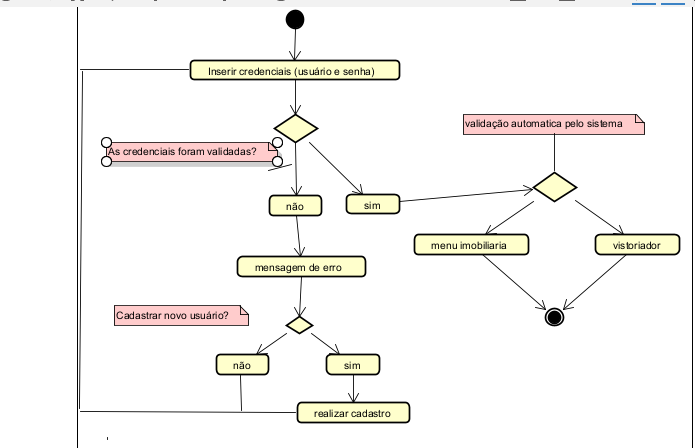 Inserir credenciais (usuário e senha)
validação automatica pelo sistema
As credenciais foram validadas?
não
sim
menu imobiliaria
vistoriador
mensagem de erro
Cadastrar novo usuário?
não
sim
realizar cadastro